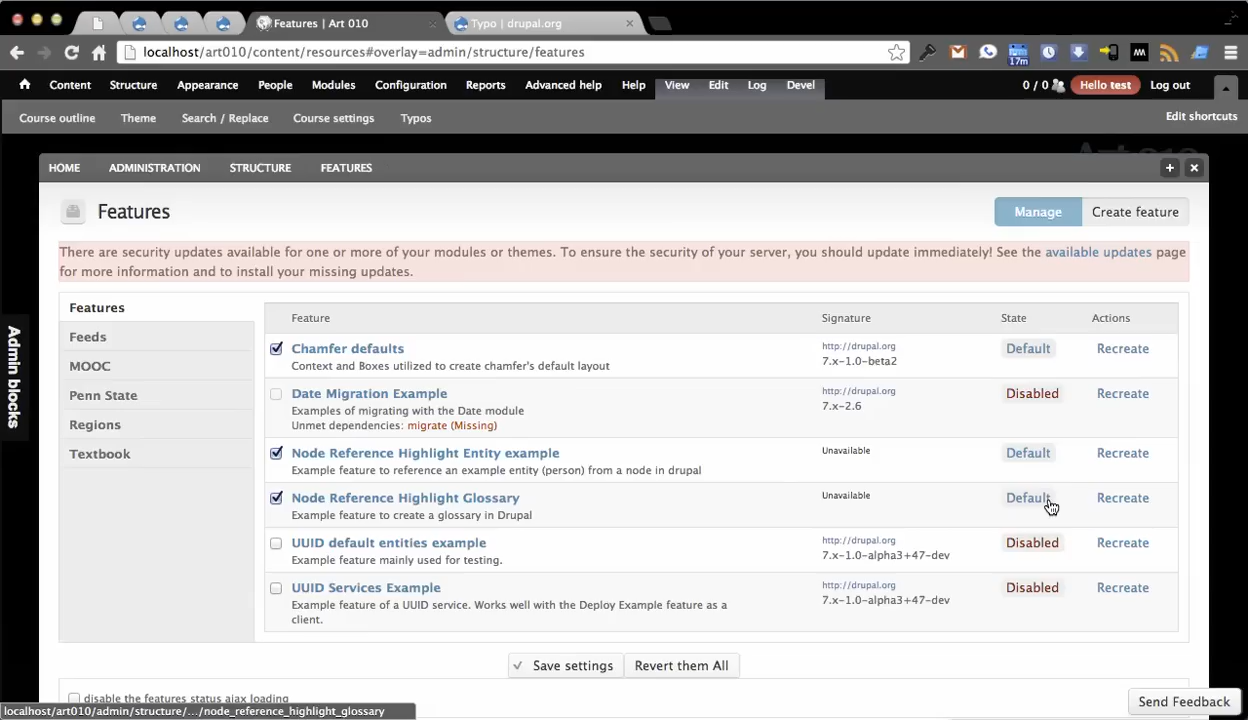 Features | Art 010
Typo | drupal.org
localhost/art010/content/resources#overlay=admin/structure/features
17m
Content Structure Appearance People Modules Configuration Reports Advanced help Help View Edit Log Devel 0 / 0 Hello test Log out
Course outline Theme Search / Replace Course settings Typos Edit shortcuts
Art 010
HOME ADMINISTRATION STRUCTURE FEATURES
Features
Manage Create feature
There are security updates available for one or more of your modules or themes. To ensure the security of your server, you should update immediately! See the available updates page
for more information and to install your missing updates.
Admin blocks
Features
Feeds
MOOC
Penn State
Regions
Textbook
Feature Signature State Actions
Chamfer defaults http://drupal.org Default Recreate
Context and Boxes utilized to create chamfer's default layout 7.x-1.0-beta2
Date Migration Example http://drupal.org Disabled Recreate
Examples of migrating with the Date module 7.x-2.6
Unmet dependencies: migrate (Missing)
Node Reference Highlight Entity example Unavailable Default Recreate
Example feature to reference an example entity (person) from a node in drupal
Node Reference Highlight Glossary Unavailable Default Recreate
Example feature to create a glossary in Drupal
UUID default entities example http://drupal.org Disabled Recreate
Example feature mainly used for testing. 7.x-1.0-alpha3+47-dev
UUID Services Example http://drupal.org Disabled Recreate
Example feature of a UUID service. Works well with the Deploy Example feature as a 7.x-1.0-alpha3+47-dev
client.
Save settings Revert them All
disable the features status ajax loading
Send Feedback
localhost/art010/admin/structure/.../node_reference_highlight_glossary